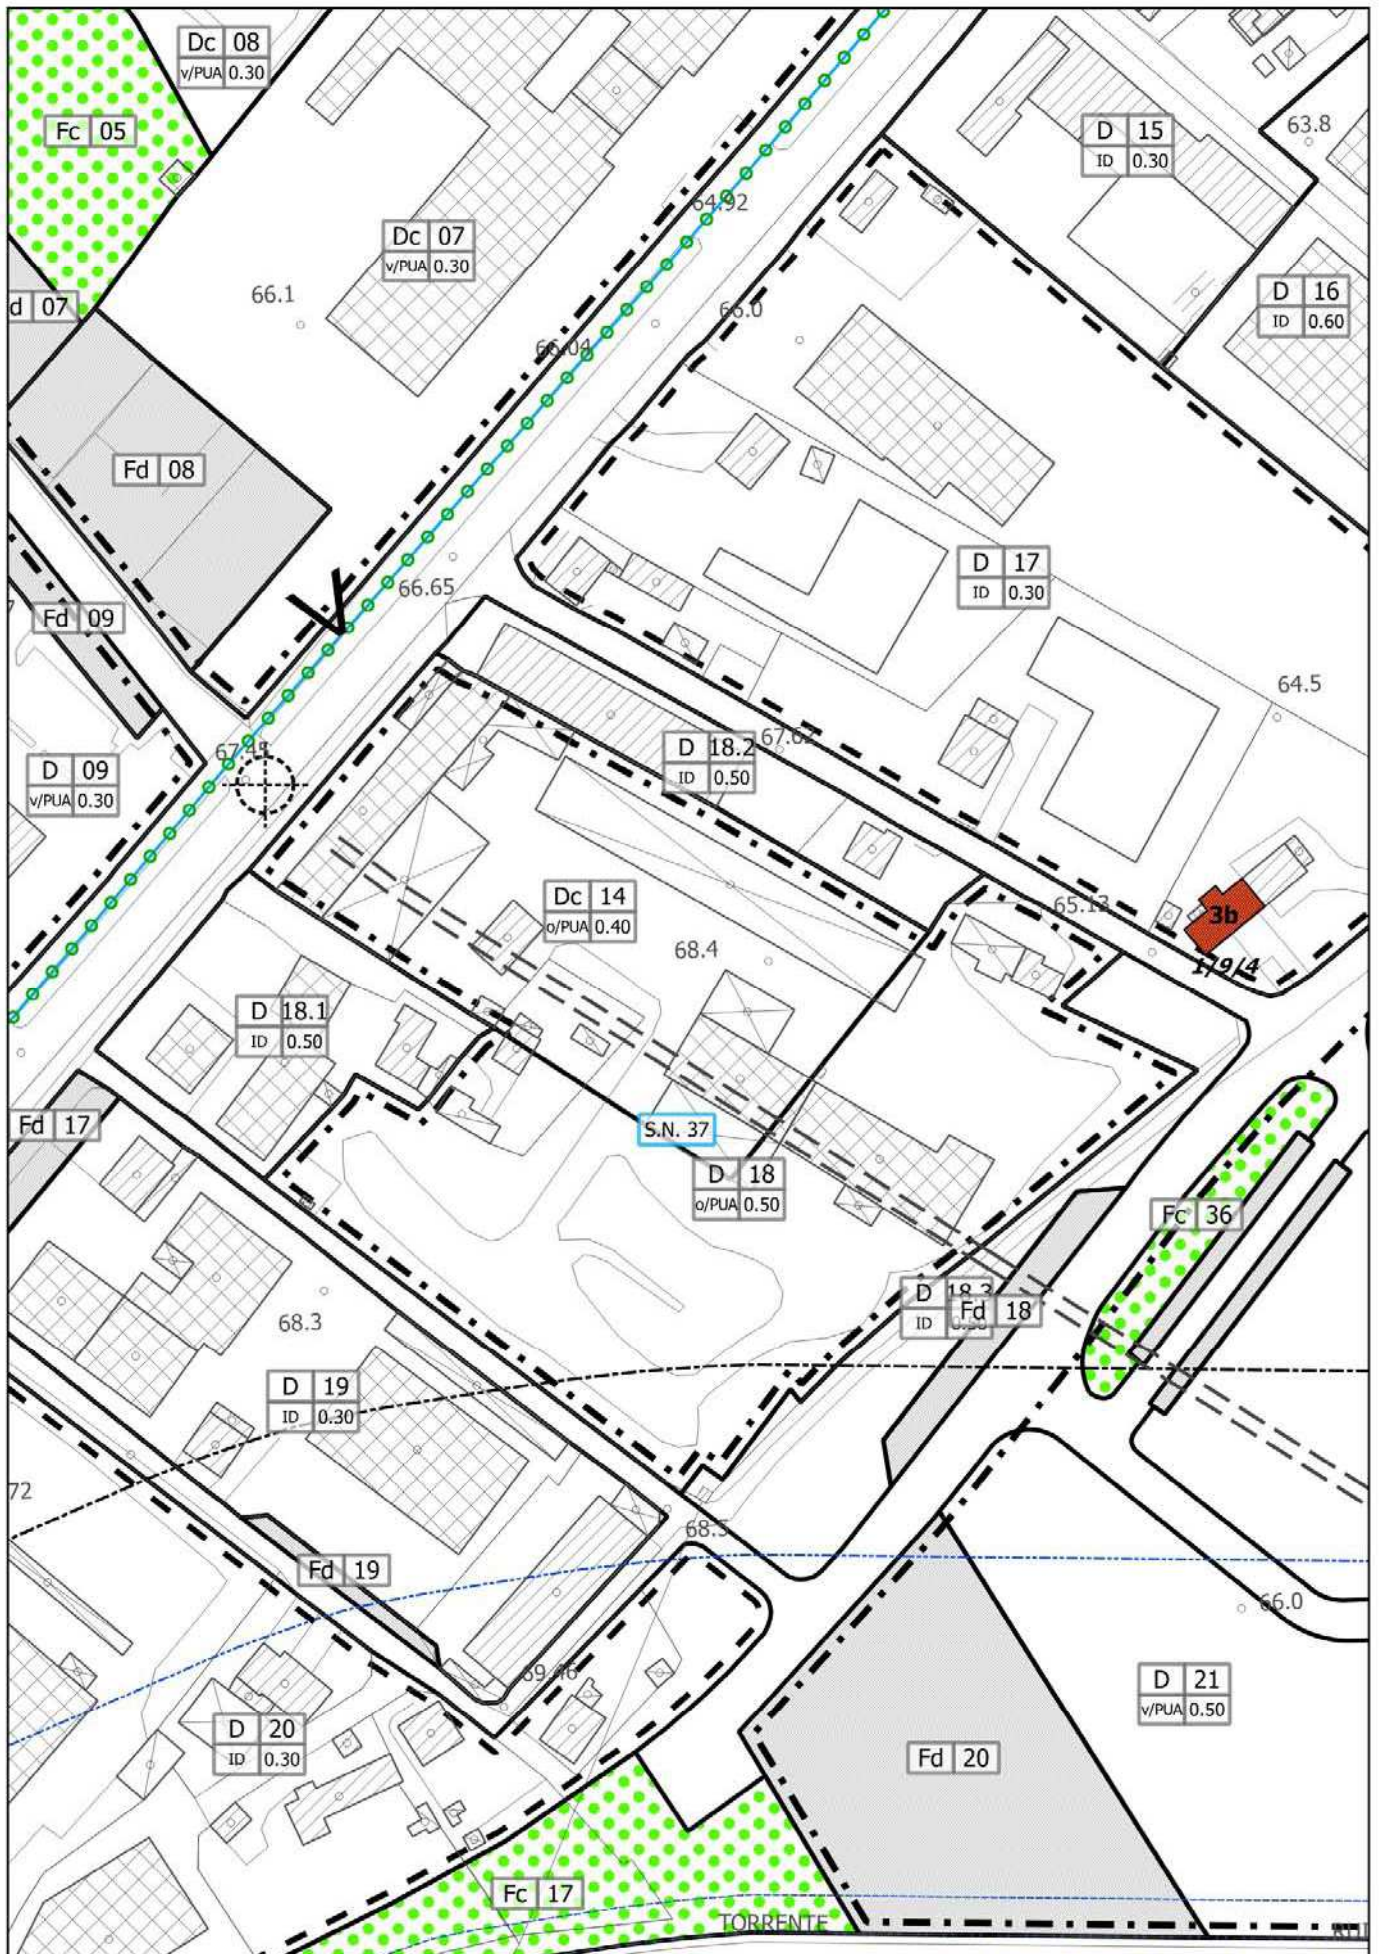 Dc 08
v/PUA 0.30
Fc 05
63.8
D 15
ID 0.30
64.92
Dc 07
v/PUA 0.30
66.1
d 07
66.0
D 16
ID 0.60
66.04
Fd 08
D 17
ID 0.30
66.65
Fd 09
64.5
67.45
D 18.2
ID 0.50
D 09
v/PUA 0.30
Dc 14
o/PUA 0.40
65.13
3b
68.4
1/9/4
D 18.1
ID 0.50
Fd 17
S.N. 37
D 18
o/PUA 0.50
Fc 36
D 18.3
ID
Fd 18
68.3
D 19
ID 0.30
72
68.5
Fd 19
66.0
69.46
D 21
v/PUA 0.50
D 20
ID 0.30
Fd 20
Fc 17
TORRENTE